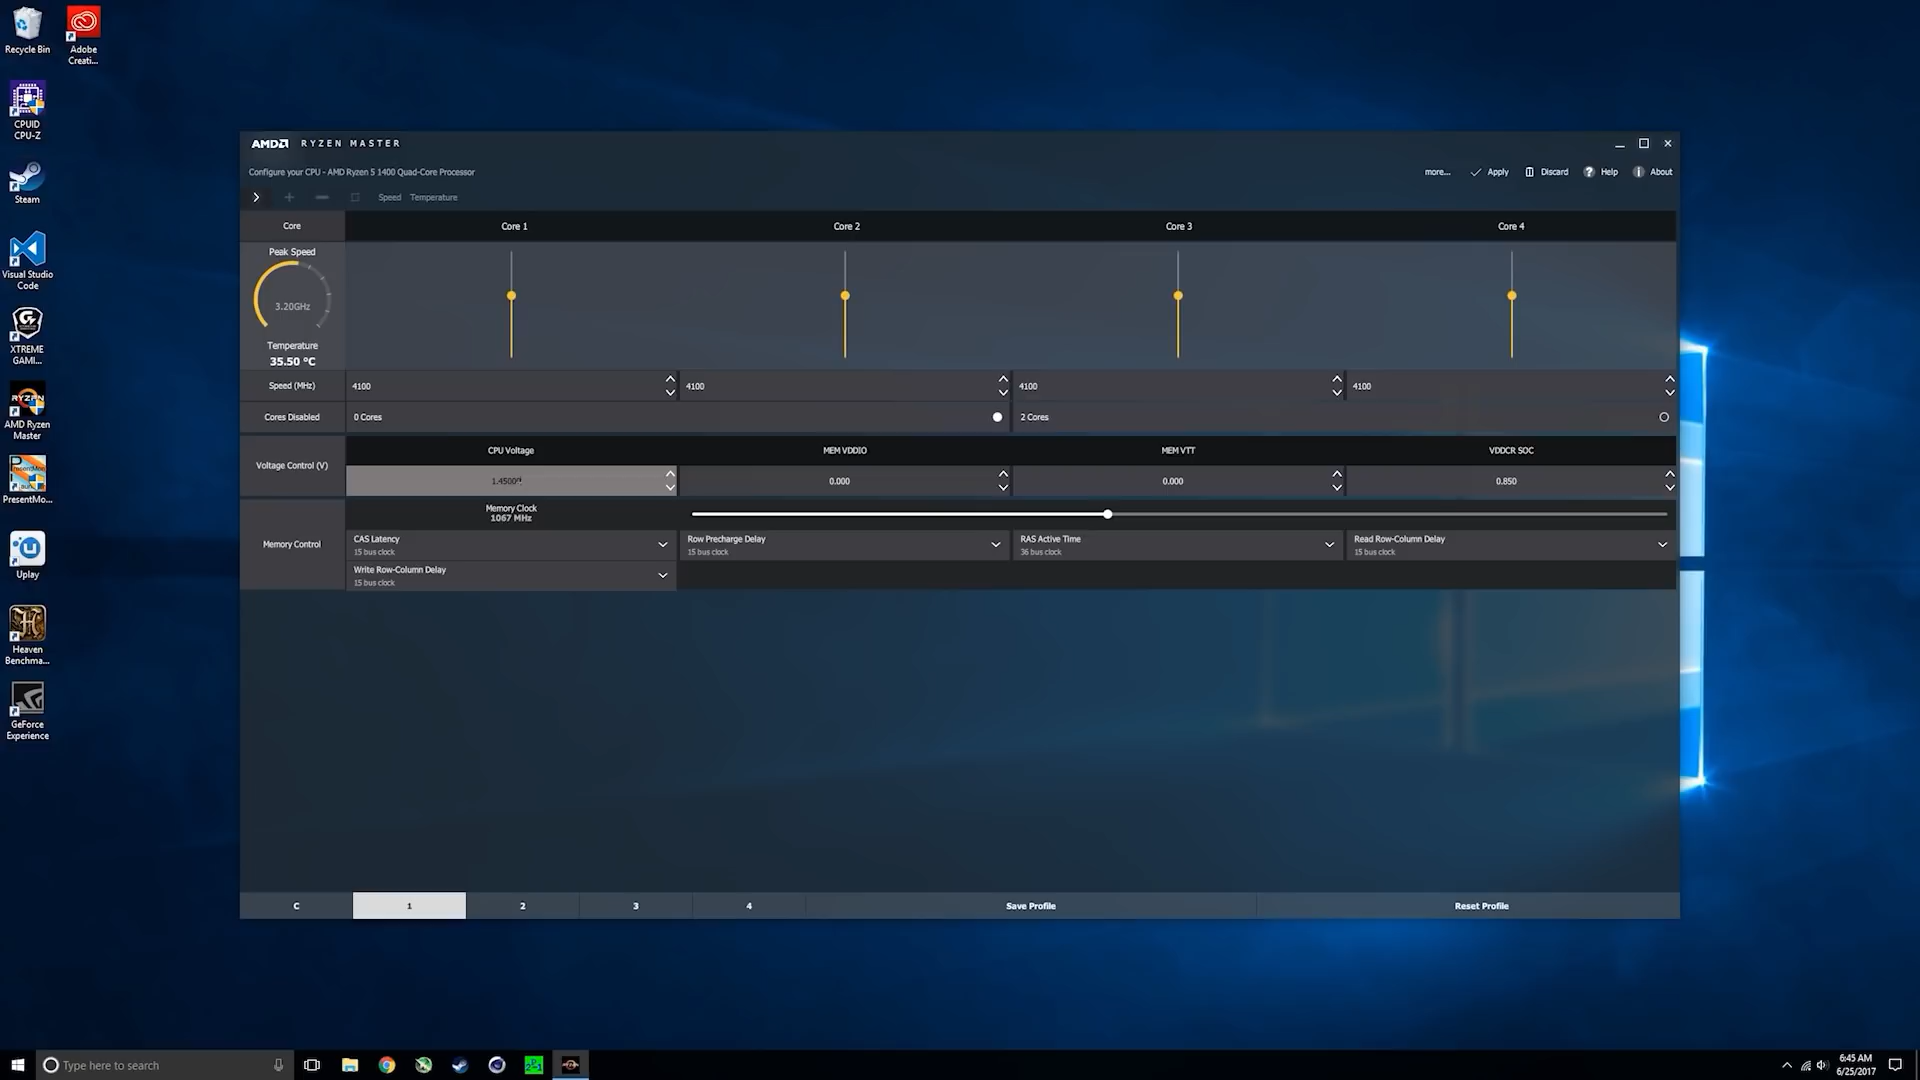 Recycle Bin
Adobe
Creati...
CPUID
CPU-Z
Steam
Visual Studio
Code
XTREME
GAMI...
RYZEN
AMD Ryzen
Master
PresentMo...
Uplay
Heaven
Benchma...
GeForce
Experience
AMD RYZEN MASTER
Configure your CPU - AMD Ryzen 5 1400 Quad-Core Processor
more... Apply Discard Help About
Speed Temperature
Core Core 1 Core 2 Core 3 Core 4
Peak Speed
3.20GHz
Temperature
35.50 °C
Speed (MHz) 4100 4100 4100 4100
Cores Disabled 0 Cores 2 Cores
Voltage Control (V)
CPU Voltage MEM VDDIO MEM VTT VDDCR SOC
1.45000 0.000 0.000 0.850
Memory Control
Memory Clock
1067 MHz
CAS Latency Row Precharge Delay RAS Active Time Read Row-Column Delay
15 bus clock 15 bus clock 36 bus clock 15 bus clock
Write Row-Column Delay
15 bus clock
C 1 2 3 4 Save Profile Reset Profile
Type here to search
6:45 AM
6/25/2017